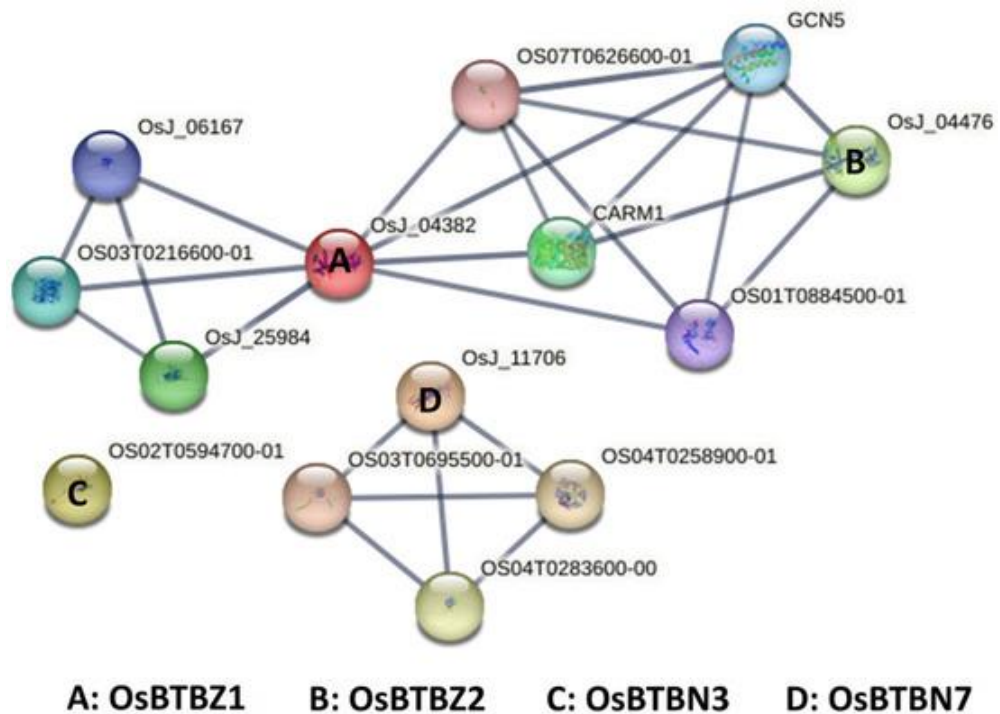 GCN5
OS07T0626600-01
OsJ_06167
OsJ_04476
B
OsJ_04382
CARM1
A
OS03T0216600-01
OS01T0884500-01
OsJ_25984
OsJ_11706
D
OS02T0594700-01
OS03T0695500-01
OS04T0258900-01
C
OS04T0283600-00
A: OsBTBZ1 B: OsBTBZ2 C: OsBTBN3 D: OsBTBN7